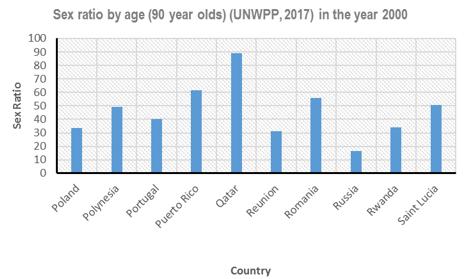 Sex ratio by age (90 year olds) (UNWPP, 2017) in the year 2000
100
90
80
70
60
50
40
30
20
10
0
Sex Ratio
Poland
Polynesia
Portugal
Puerto Rico
Qatar
Reunion
Romania
Russia
Rwanda
Saint Lucia
Country